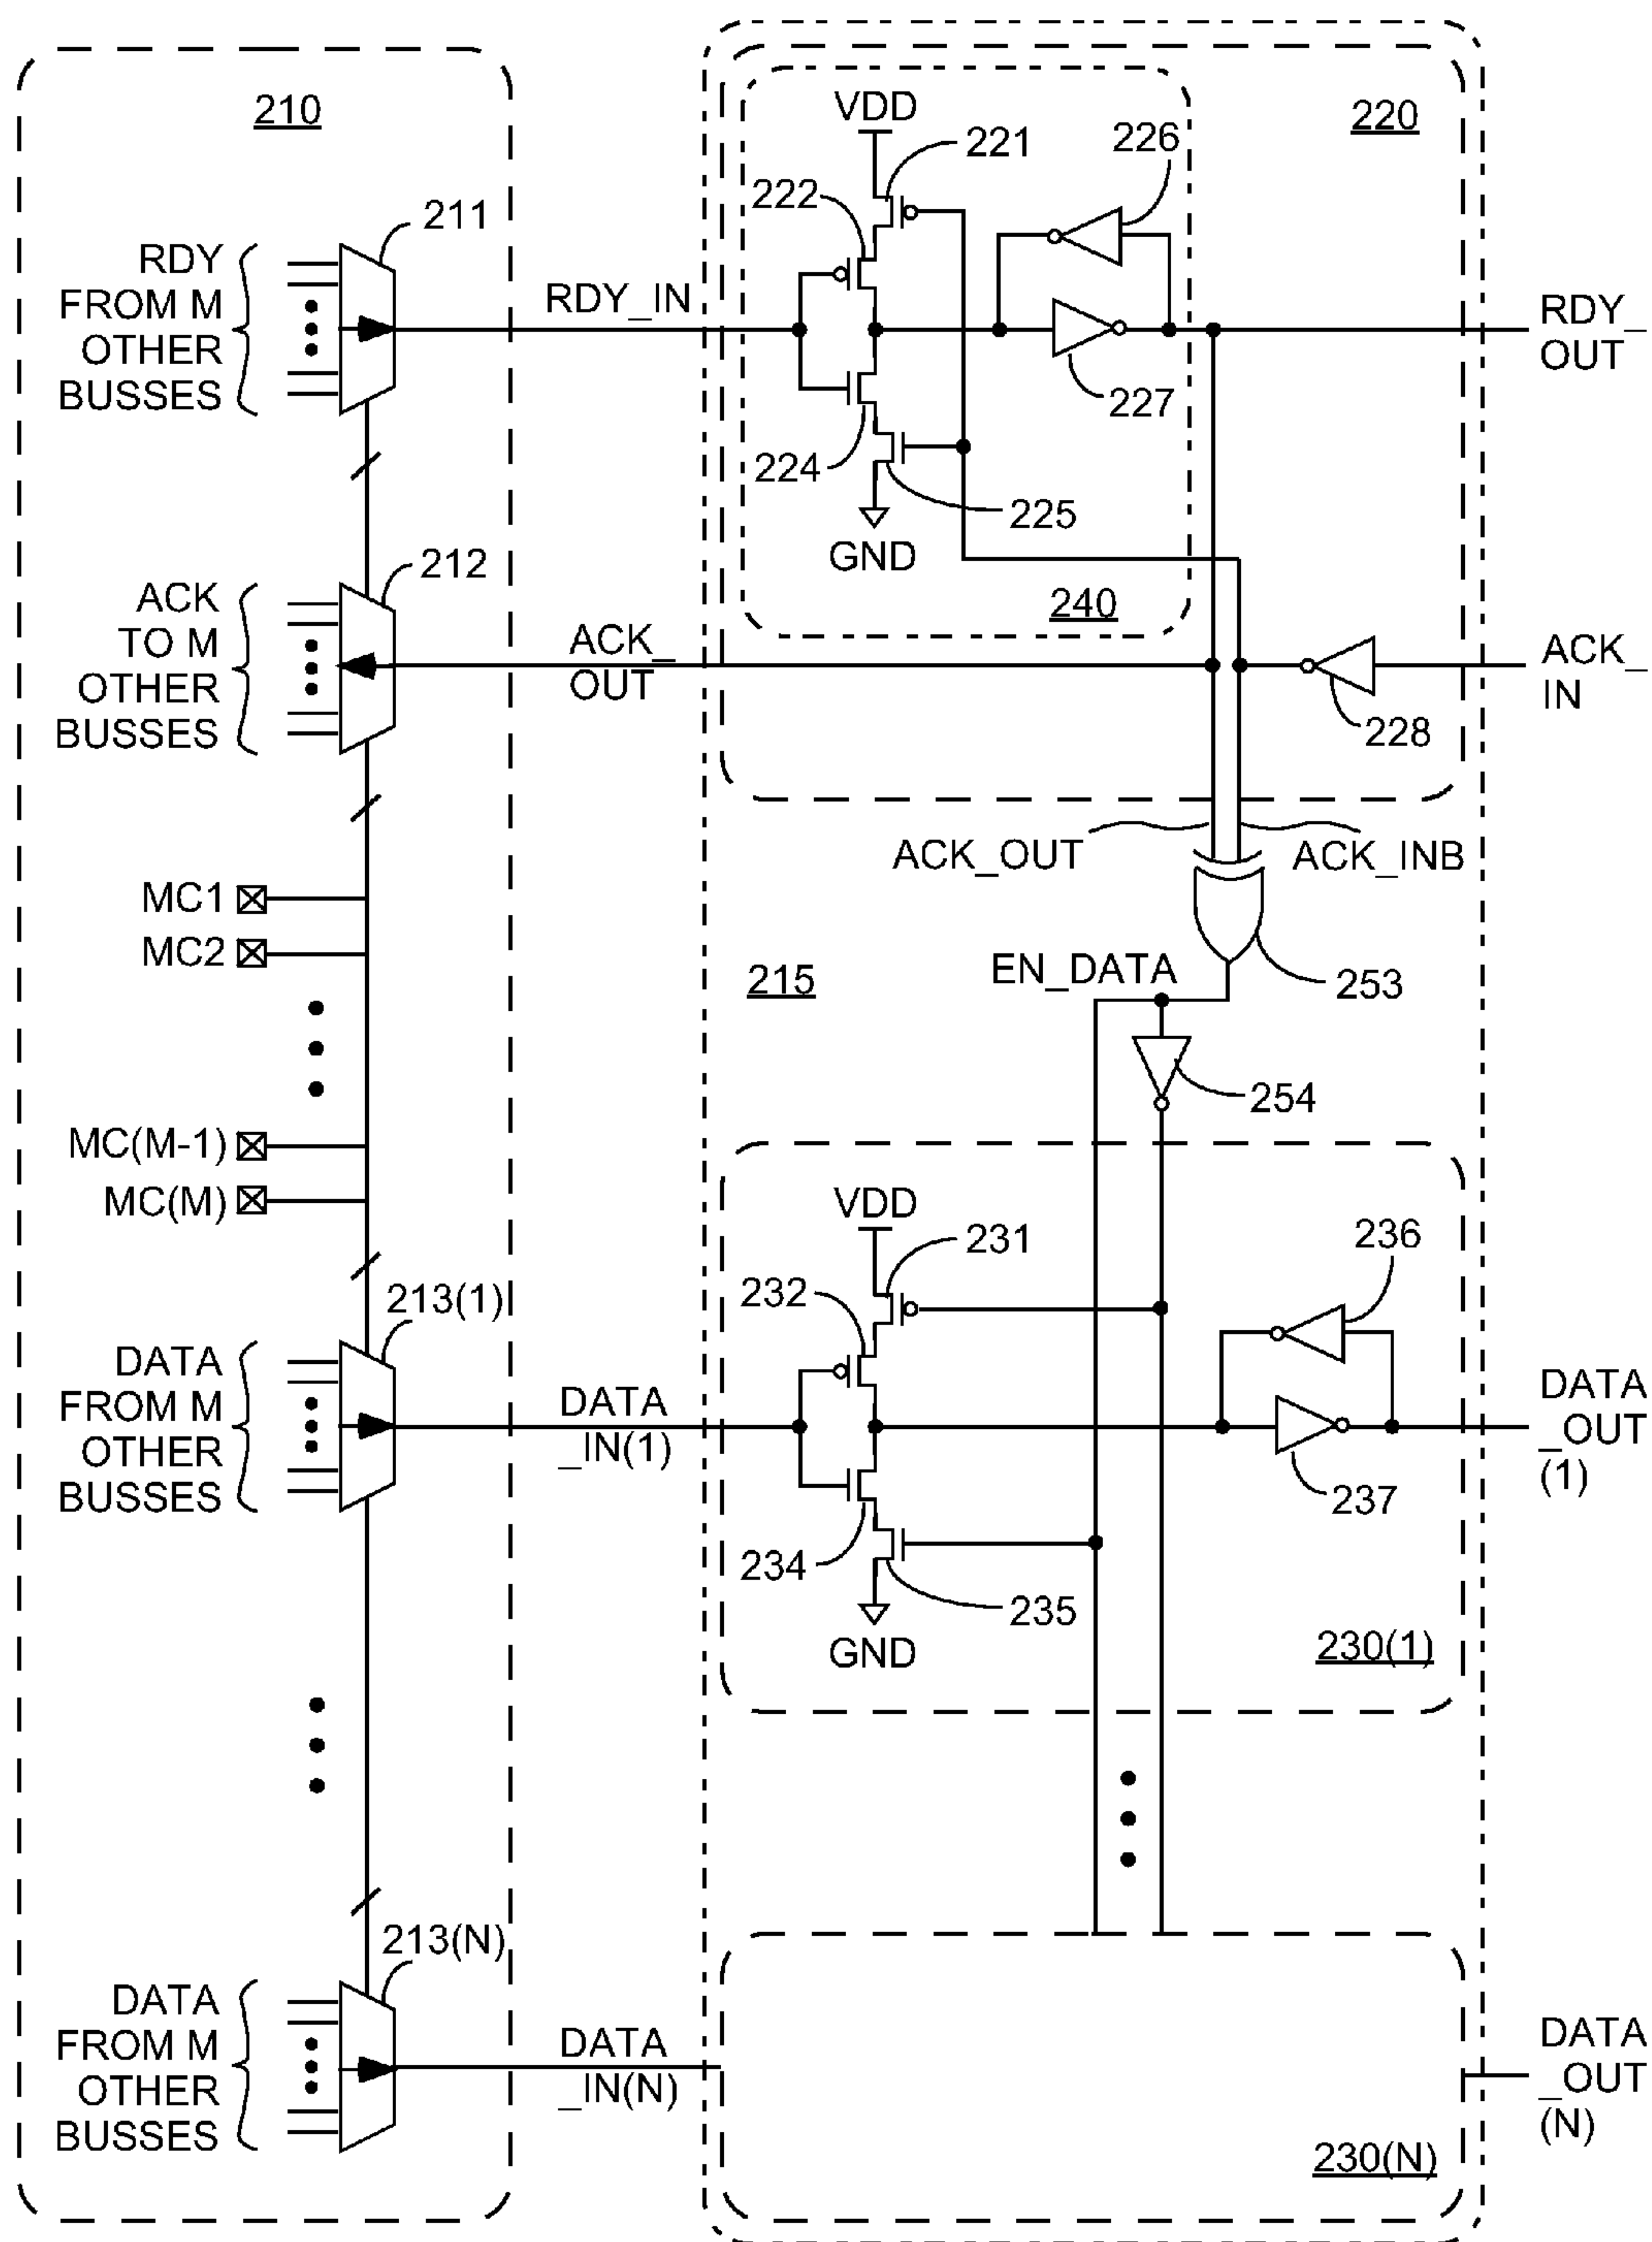 210
211
RDY
FROM M
OTHER
BUSSES
RDY_IN
212
ACK
TO M
OTHER
BUSSES
ACK_
OUT
MC1
MC2
MC(M-1)
MC(M)
213(1)
DATA
FROM M
OTHER
BUSSES
DATA
_IN(1)
213(N)
DATA
FROM M
OTHER
BUSSES
DATA
_IN(N)
VDD
221
222
226
220
227
224
225
GND
240
RDY_
OUT
ACK_
IN
228
ACK_OUT
ACK_INB
EN_DATA
253
215
254
VDD
231
232
236
237
234
235
GND
230(1)
DATA
_OUT
(1)
230(N)
DATA
_OUT
(N)